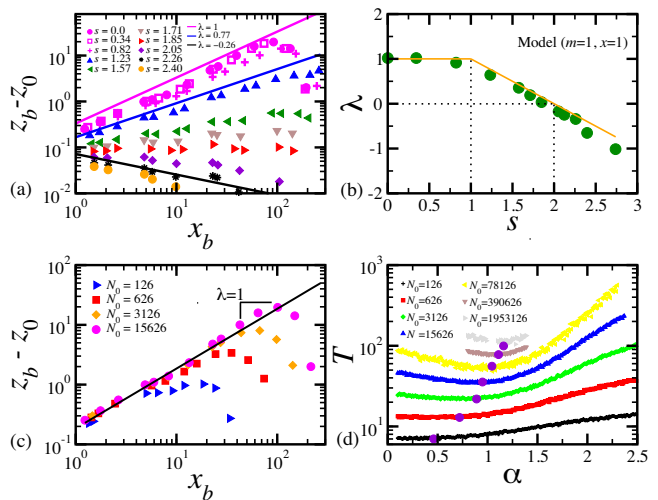 (a)
z_b-z_0
10^2
10^1
10^0
10^-1
10^-2
s = 0.0
s = 0.34
s = 0.82
s = 1.23
s = 1.57
s = 1.71
s = 1.85
s = 2.05
s = 2.26
s = 2.40
λ = 1
λ = 0.77
λ = −0.26
10^0 10^1 10^2
x_b
(b)
λ
2
1
0
-1
-2
Model (m=1, x=1)
0 0.5 1 1.5 2 2.5 3
s
(c)
z_b - z_0
10^2
10^1
10^0
10^-1
N_0 = 126
N_0 = 626
N_0 = 3126
N_0 = 15626
λ=1
10^0 10^1 10^2
x_b
(d)
T
10^3
10^2
10^1
N_0=126
N_0=626
N_0=3126
N =15626
N_0=78126
N_0=390626
N_0=1953126
0 0.5 1 1.5 2 2.5
α